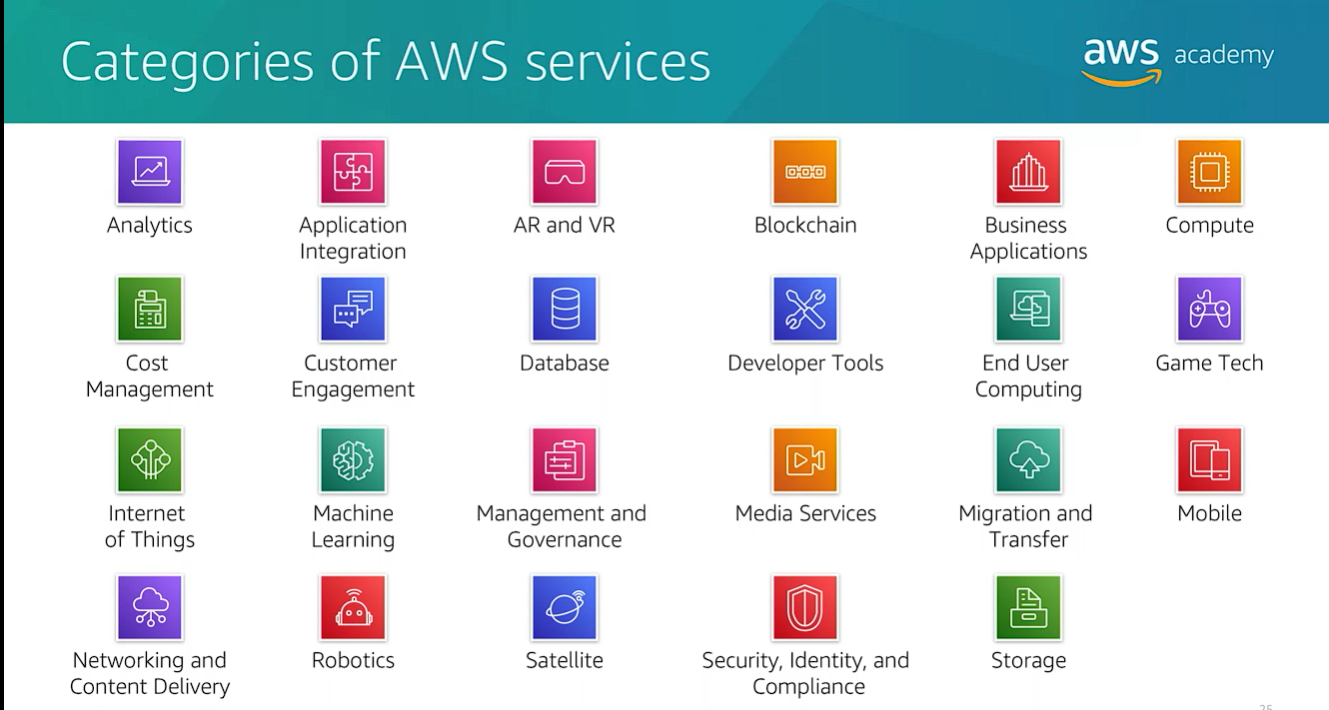 Categories of AWS services
aws academy
Analytics
Application
Integration
AR and VR
Blockchain
Business
Applications
Compute
Cost
Management
Customer
Engagement
Database
Developer Tools
End User
Computing
Game Tech
Internet
of Things
Machine
Learning
Management and
Governance
Media Services
Migration and
Transfer
Mobile
Networking and
Content Delivery
Robotics
Satellite
Security, Identity, and
Compliance
Storage
25